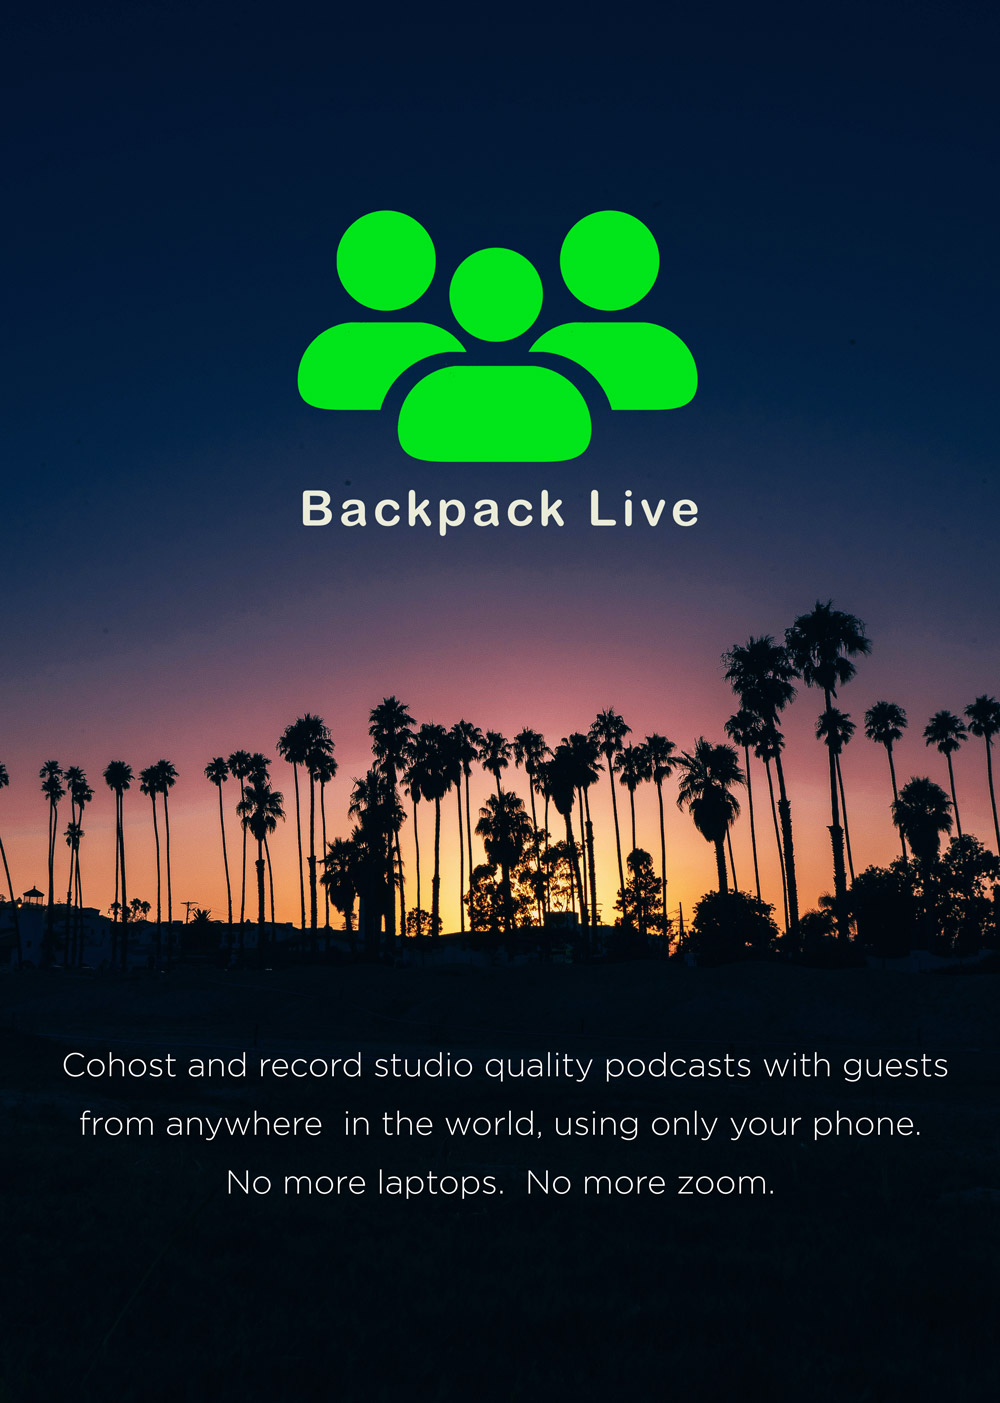 Backpack Live
Cohost and record studio quality podcasts with guests
from anywhere  in the world, using only your phone.
No more laptops.  No more zoom.